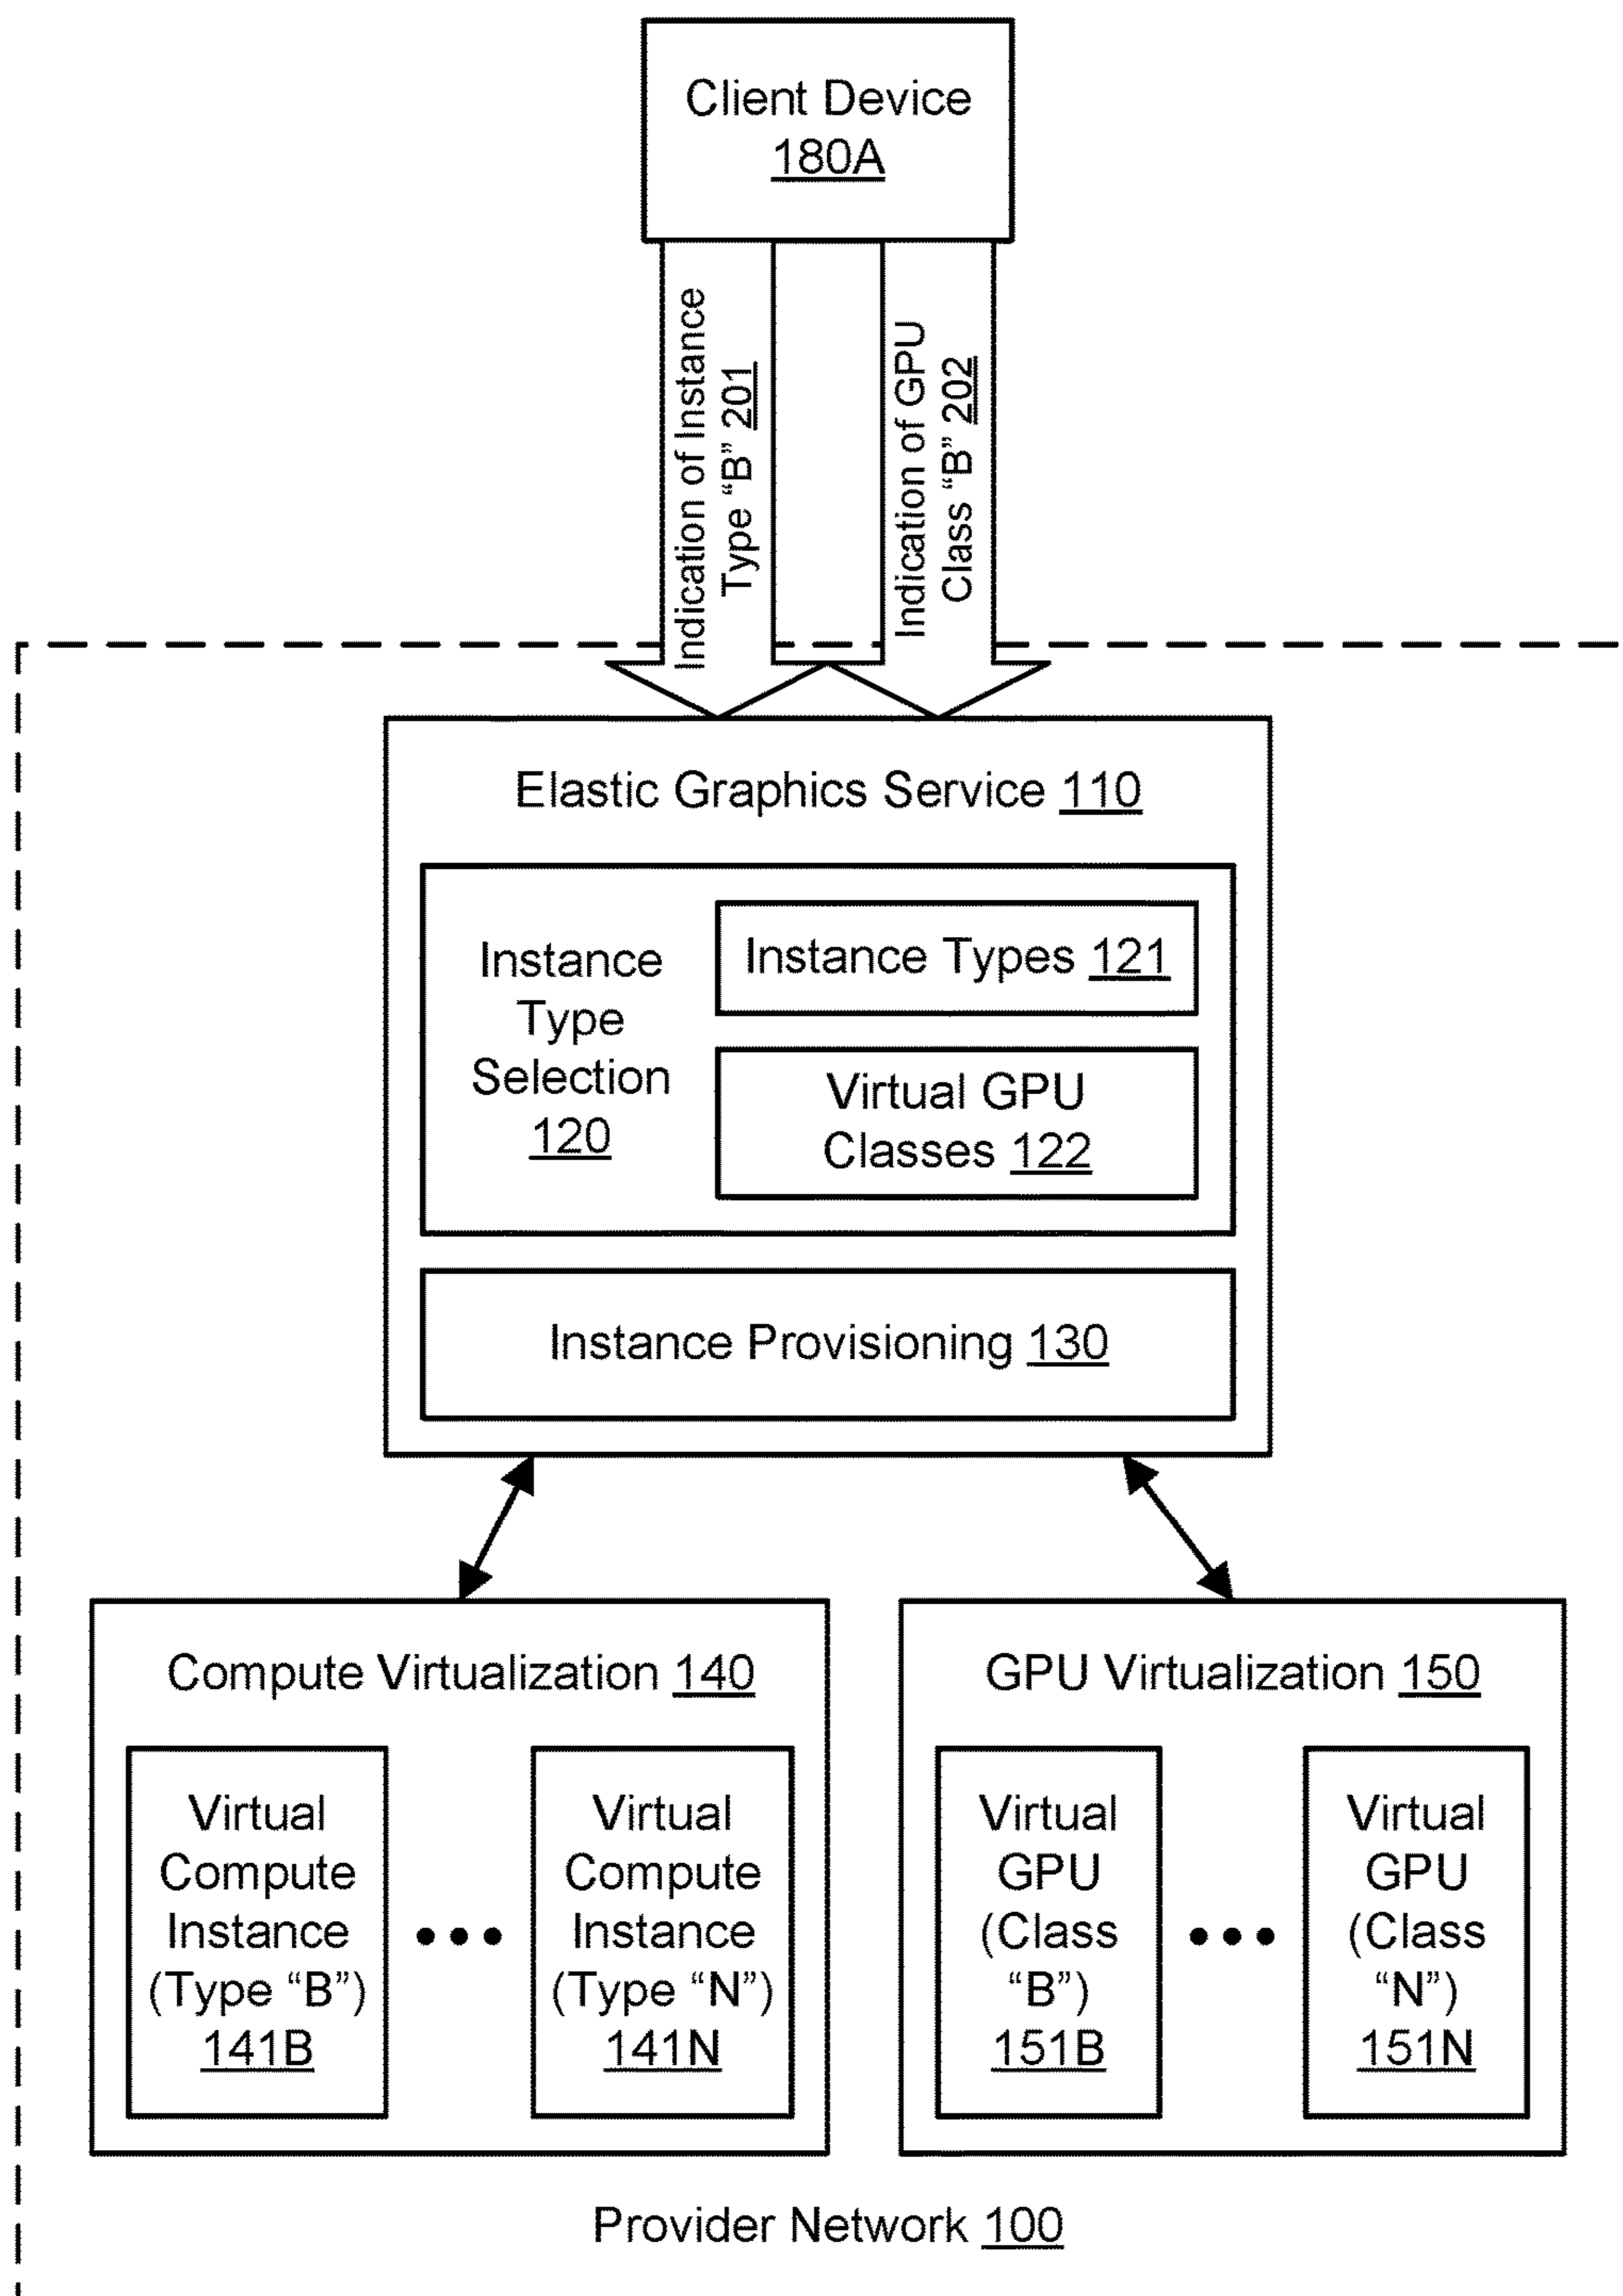 Client Device
180A
Indication of Instance
Type “B” 201
Indication of GPU
Class “B” 202
Elastic Graphics Service 110
Instance
Type
Selection
120
Instance Types 121
Virtual GPU
Classes 122
Instance Provisioning 130
Compute Virtualization 140
Virtual
Compute
Instance
(Type “B”)
141B
Virtual
Compute
Instance
(Type “N”)
141N
GPU Virtualization 150
Virtual
GPU
(Class
“B”)
151B
Virtual
GPU
(Class
“N”)
151N
Provider Network 100